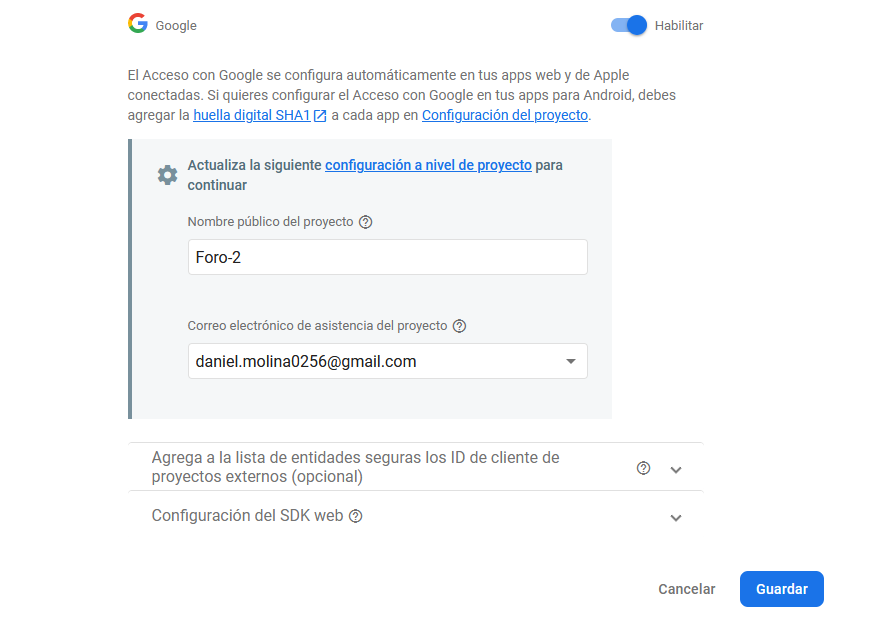 Google
Habilitar
El Acceso con Google se configura automáticamente en tus apps web y de Apple
conectadas. Si quieres configurar el Acceso con Google en tus apps para Android, debes
agregar la huella digital SHA1 a cada app en Configuración del proyecto.
Actualiza la siguiente configuración a nivel de proyecto para
continuar
Nombre público del proyecto
Foro-2
Correo electrónico de asistencia del proyecto
daniel.molina0256@gmail.com
Agrega a la lista de entidades seguras los ID de cliente de
proyectos externos (opcional)
Configuración del SDK web
Cancelar
Guardar